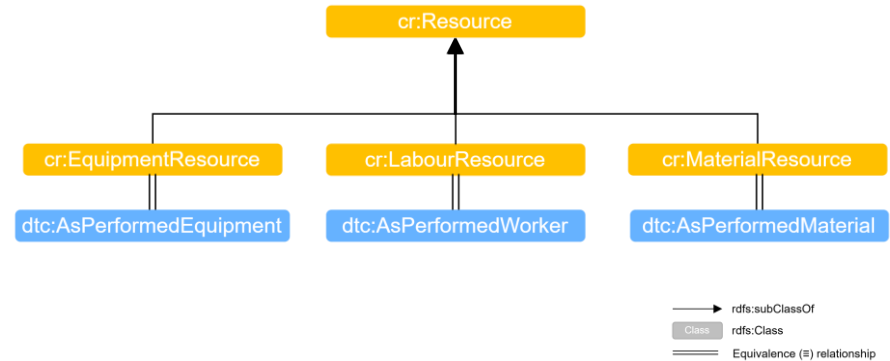 cr:Resource
cr:EquipmentResource
cr:LabourResource
cr:MaterialResource
dtc:AsPerformedEquipment
dtc:AsPerformedWorker
dtc:AsPerformedMaterial
rdfs:subClassOf
Class
rdfs:Class
Equivalence (≡) relationship